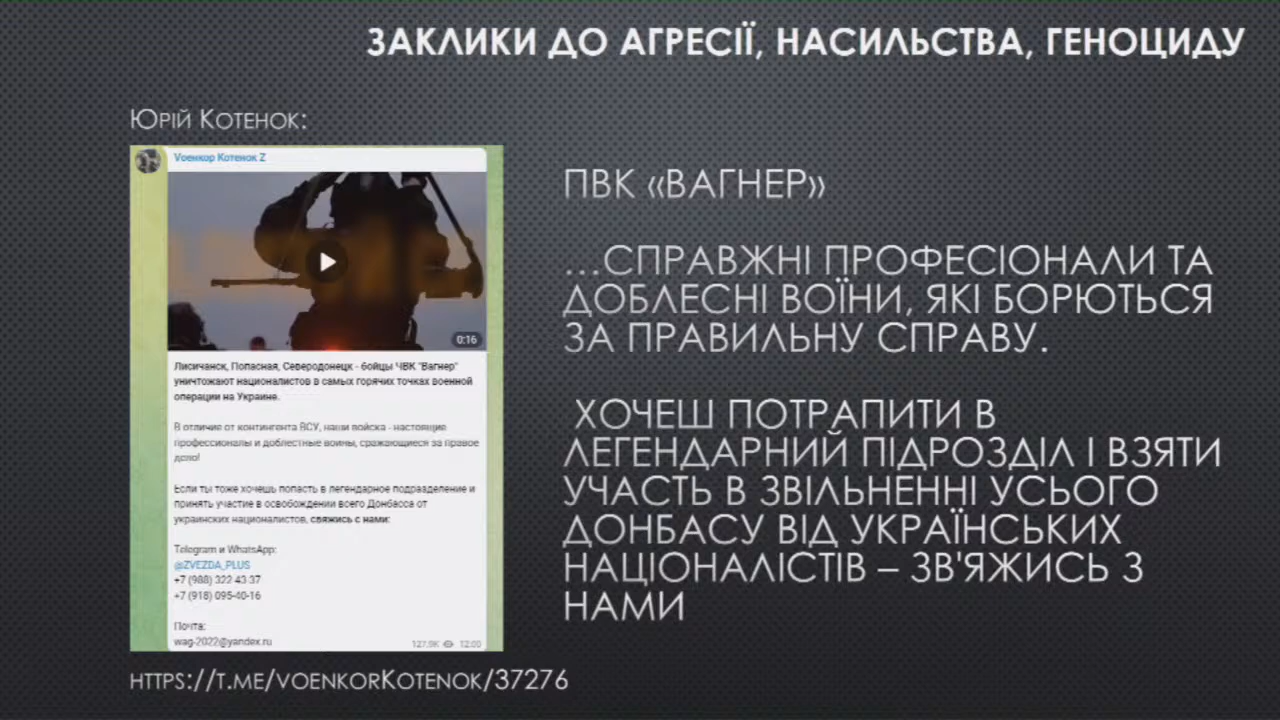 ЗАКЛИКИ ДО АГРЕСІЇ, НАСИЛЬСТВА, ГЕНОЦИДУ
Юрій Котенок:
Vоенкор Котенок Z
0:16
Лисичанск, Попасная, Северодонецк - бойцы ЧВК "Вагнер"
уничтожают националистов в самых горячих точках военной
операции на Украине.
В отличие от контингента ВСУ, наши войска - настоящие
профессионалы и доблестные воины, сражающиеся за правое
дело!
Если ты тоже хочешь попасть в легендарное подразделение и
принять участие в освобождении всего Донбасса от
украинских националистов, свяжись с нами:
Telegram и WhatsApp:
@ZVEZDA_PLUS
+7 (988) 322-43-37
+7 (918) 095-40-16
Почта:
wag-2022@yandex.ru
127.9K 12:00
ПВК «ВАГНЕР»
...СПРАВЖНІ ПРОФЕСІОНАЛИ ТА
ДОБЛЕСНІ ВОЇНИ, ЯКІ БОРЮТЬСЯ
ЗА ПРАВИЛЬНУ СПРАВУ.
ХОЧЕШ ПОТРАПИТИ В
ЛЕГЕНДАРНИЙ ПІДРОЗДІЛ І ВЗЯТИ
УЧАСТЬ В ЗВІЛЬНЕННІ УСЬОГО
ДОНБАСУ ВІД УКРАЇНСЬКИХ
НАЦІОНАЛІСТІВ – ЗВ'ЯЖИСЬ З
НАМИ
HTTPS://T.ME/VOENKORKOTENOK/37276